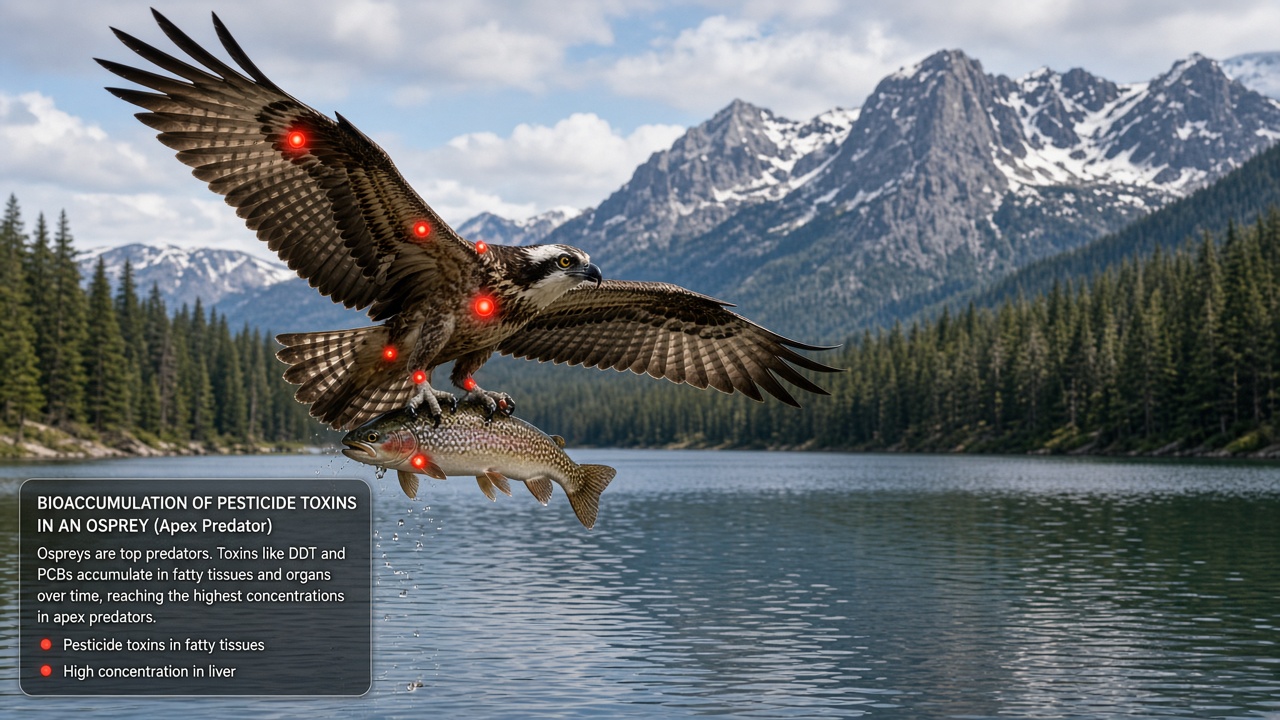 BIOACCUMULATION OF PESTICIDE TOXINS
IN AN OSPREY (Apex Predator)
Ospreys are top predators. Toxins like DDT and
PCBs accumulate in fatty tissues and organs
over time, reaching the highest concentrations
in apex predators.
Pesticide toxins in fatty tissues
High concentration in liver